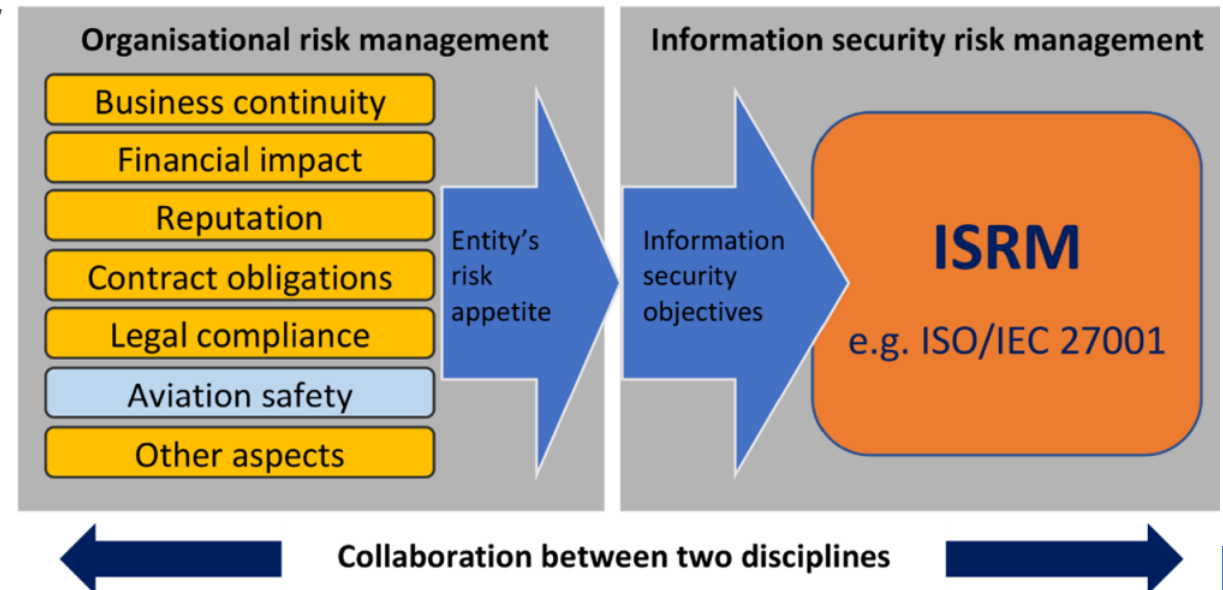 Organisational risk management
Business continuity
Financial impact
Reputation
Contract obligations
Legal compliance
Aviation safety
Other aspects
Entity’s
risk
appetite
Information security risk management
Information
security
objectives
ISRM
e.g. ISO/IEC 27001
Collaboration between two disciplines